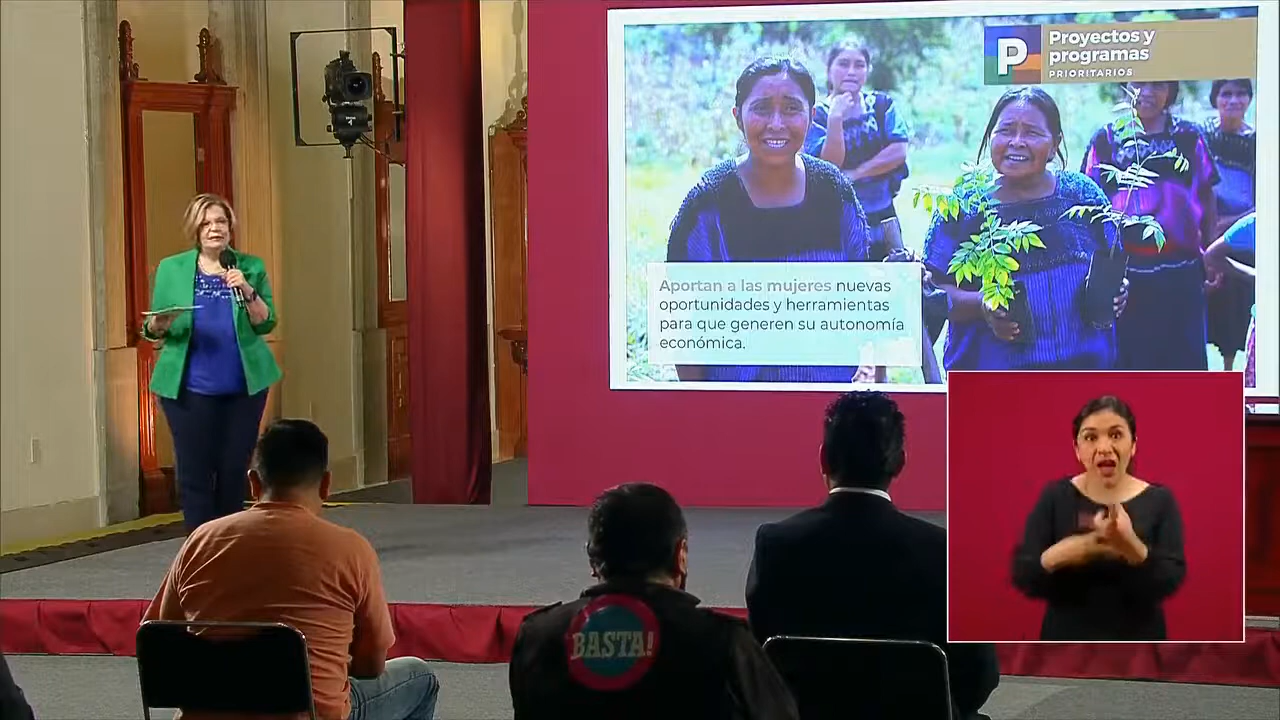 P
Proyectos y
programas
PRIORITARIOS
Aportan a las mujeres nuevas
oportunidades y herramientas
para que generen su autonomía
económica.
BASTA!